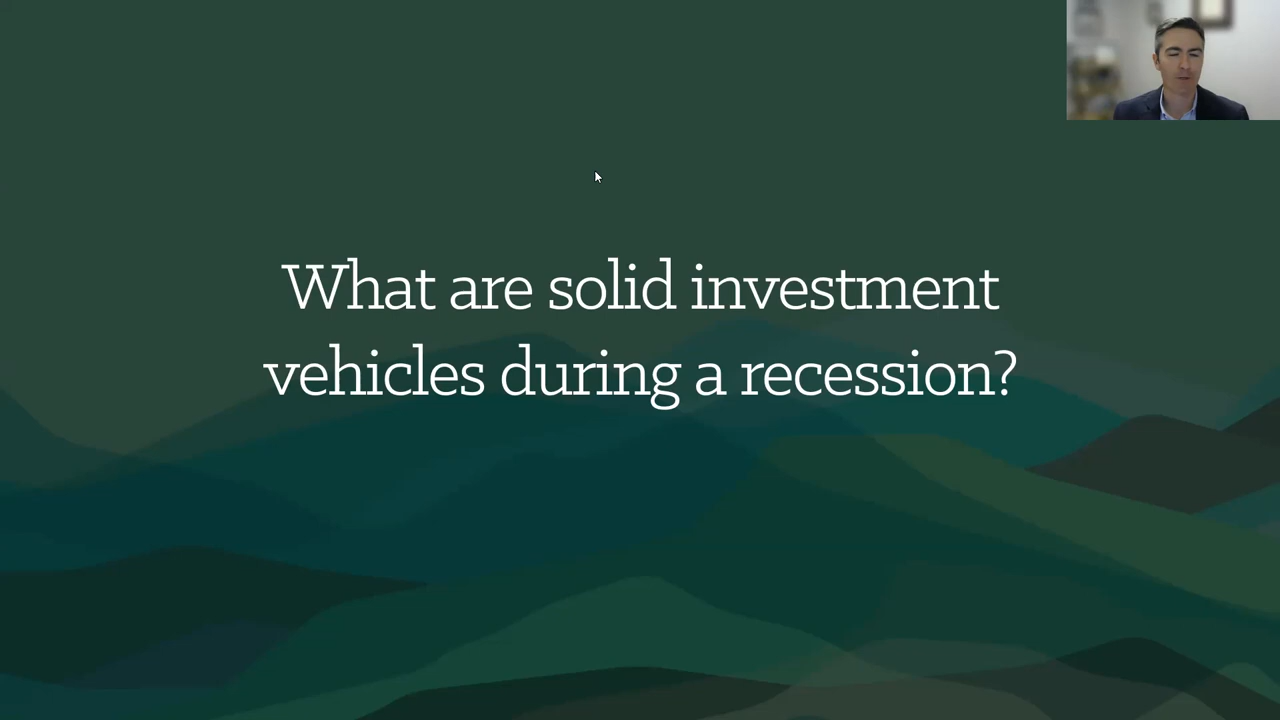 What are solid investment
vehicles during a recession?